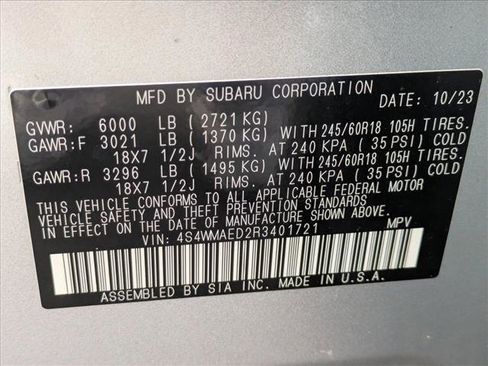 MFD BY SUBARU CORPORATION
DATE: 10/23
GVWR: 6000 LB ( 2721 KG)
GAWR:F 3021 LB ( 1370 KG) WITH 245/60R18 105H TIRES.
18X7 1/2J RIMS. AT 240 KPA ( 35 PSI) COLD
GAWR:R 3296 LB ( 1495 KG) WITH 245/60R18 105H TIRES.
18X7 1/2J RIMS. AT 240 KPA ( 35 PSI) COLD
THIS VEHICLE CONFORMS TO ALL APPLICABLE FEDERAL MOTOR
VEHICLE SAFETY AND THEFT PREVENTION STANDARDS
IN EFFECT ON THE DATE OF MANUFACTURE SHOWN ABOVE.
VIN: 4S4WMAED2R3401721 MPV
ASSEMBLED BY SIA INC. MADE IN U.S.A.